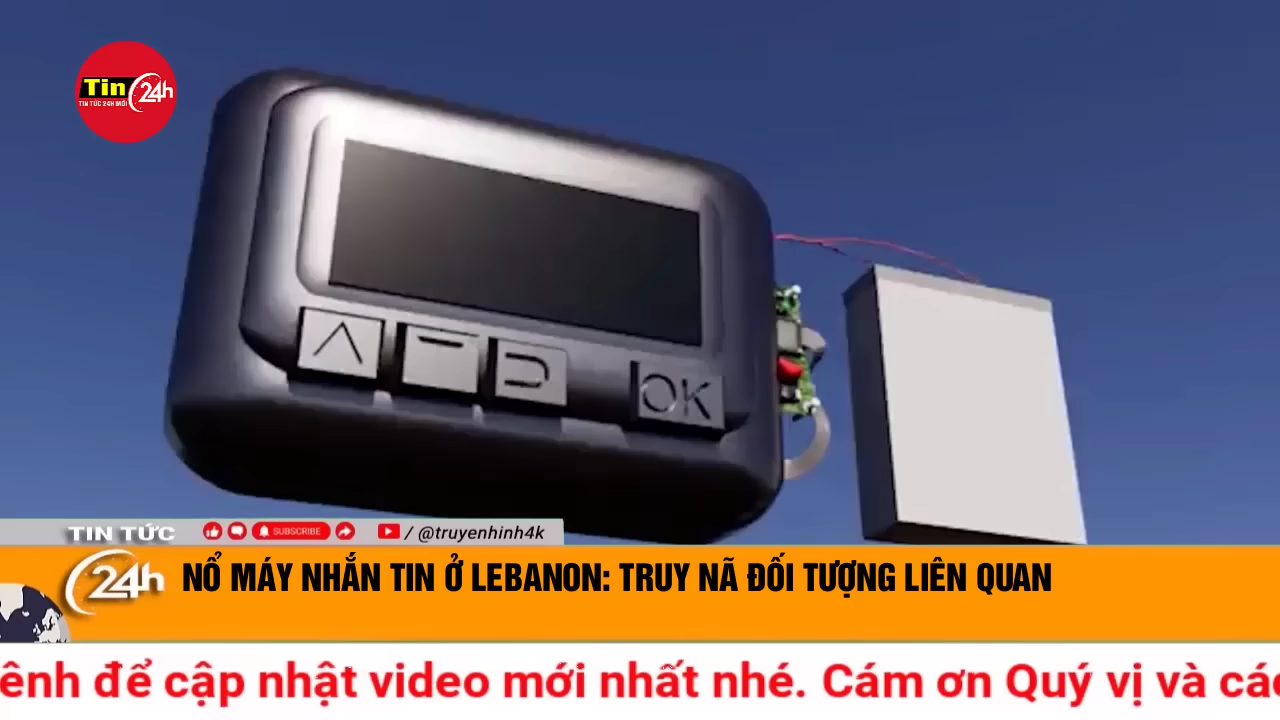 Tin 24h
TIN TỨC 24H MỚI
OK
TIN TỨC
SUBSCRIBE
/ @truyenhinh4k
24h
NỔ MÁY NHẮN TIN Ở LEBANON: TRUY NÃ ĐỐI TƯỢNG LIÊN QUAN
ênh để cập nhật video mới nhất nhé. Cám ơn Quý vị và các